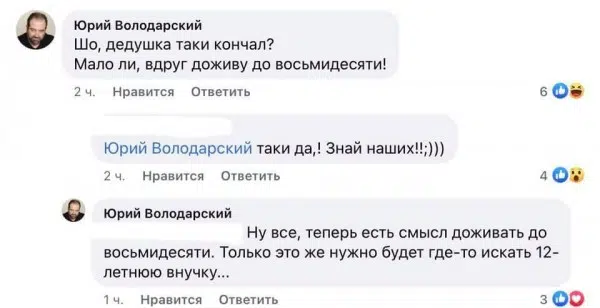 Юрий Володарский
Шо, дедушка таки кончал?
Мало ли, вдруг доживу до восьмидесяти!
2 ч. Нравится Ответить 6
Юрий Володарский таки да,! Знай наших!!;)))
2 ч. Нравится Ответить 4
Юрий Володарский
Ну все, теперь есть смысл доживать до
восьмидесяти. Только это же нужно будет где-то искать 12-
летнюю внучку...
1 ч. Нравится Ответить 3